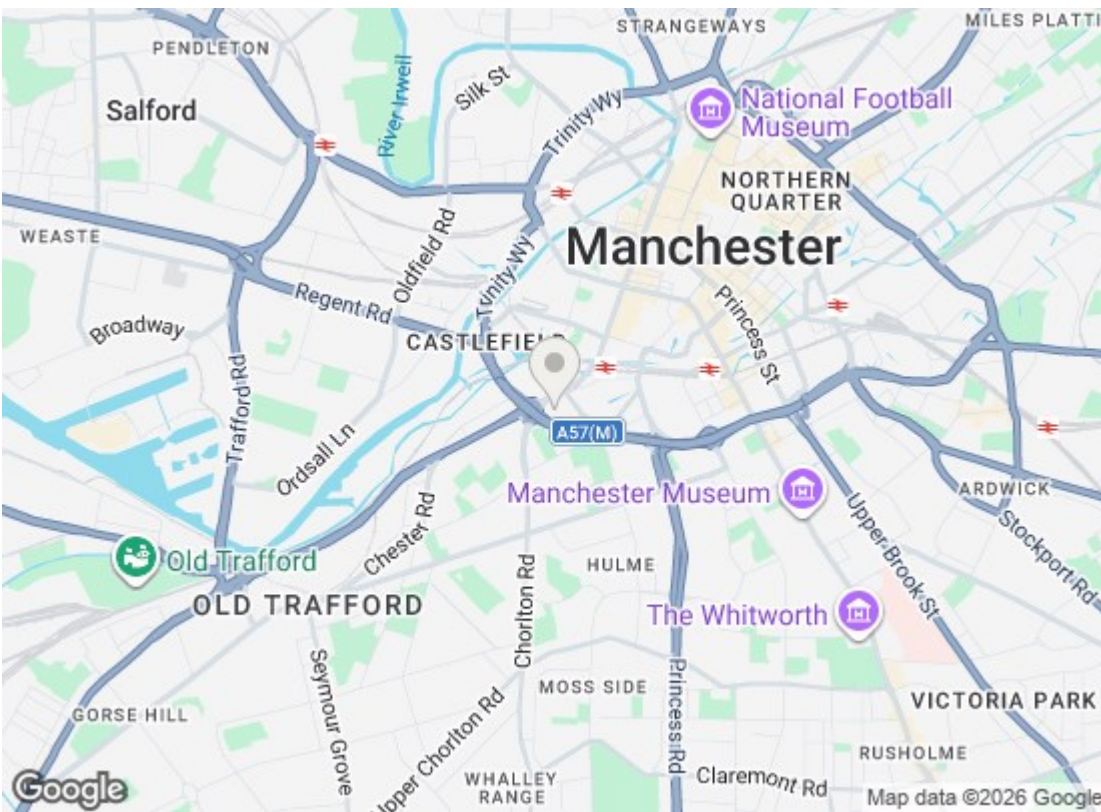 STRANGEWAYS
MILES PLATTI
PENDLETON
Silk St
River Irwell
Salford
Trinity Wy
National Football
Museum
NORTHERN
QUARTER
WEASTE
Oldfield Rd
Manchester
Trinity Wy
Regent Rd
Broadway
CASTLEFIELD
Princess St
Trafford Rd
Ordsall Ln
A57(M)
Manchester Museum
ARDWICK
Chester Rd
Upper Brook St
Stockport Rd
Old Trafford
HULME
OLD TRAFFORD
Chorlton Rd
The Whitworth
Seymour Grove
MOSS SIDE
Princess Rd
VICTORIA PARK
GORSE HILL
Upper Chorlton Rd
RUSHOLME
WHALLEY
RANGE
Claremont Rd
Google
Map data ©2026 Google